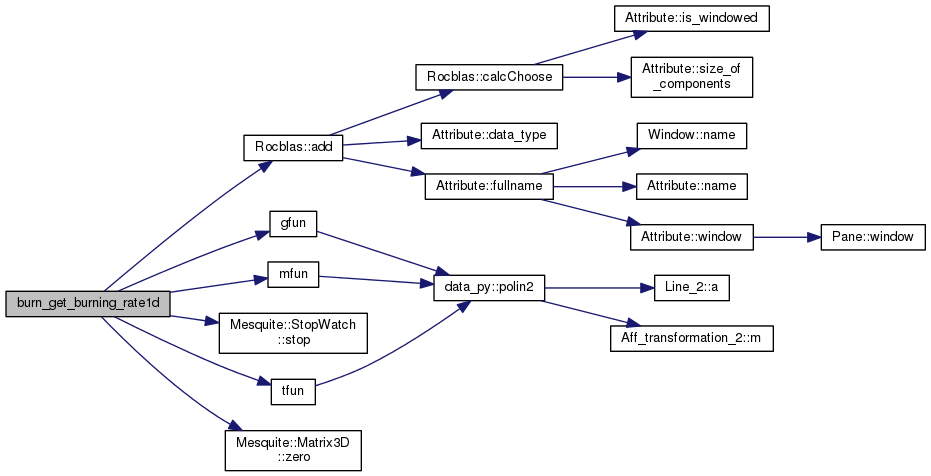 Attribute::is_windowed
Rocblas::calcChoose
Attribute::size_of
_components
Attribute::data_type
Window::name
Rocblas::add
Attribute::fullname
Attribute::name
gfun
Attribute::window
Pane::window
mfun
data_py::polin2
Line_2::a
burn_get_burning_rate1d
Mesquite::StopWatch
::stop
Aff_transformation_2::m
tfun
Mesquite::Matrix3D
::zero